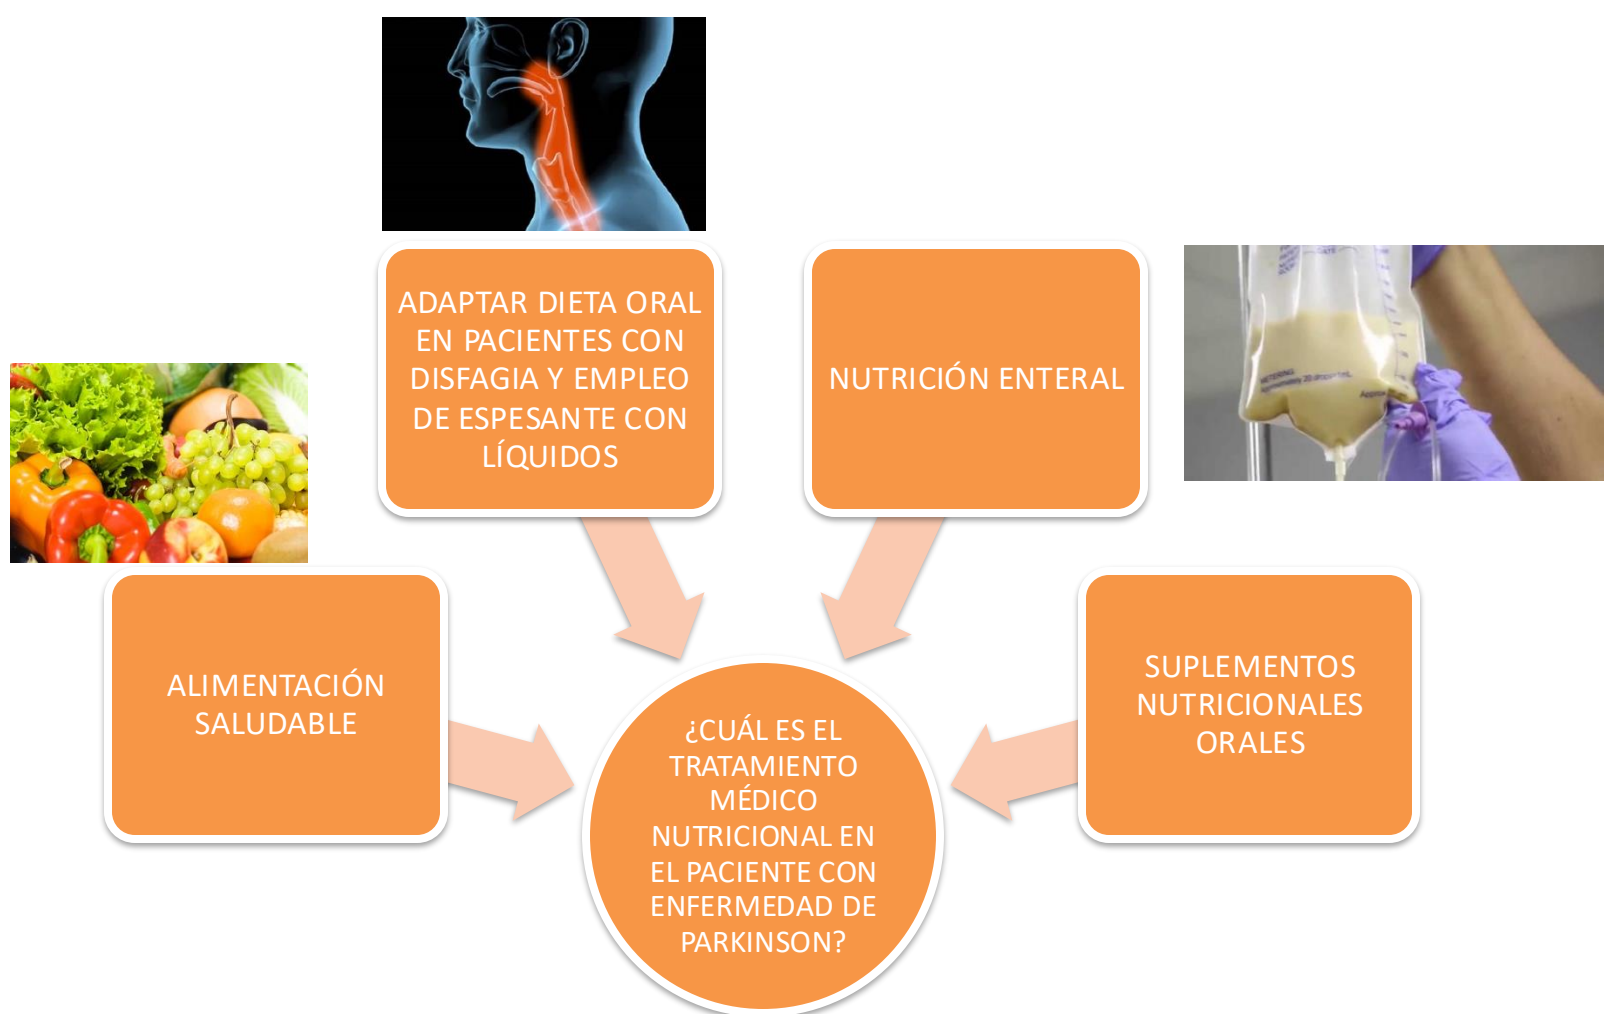 ADAPTAR DIETA ORAL
EN PACIENTES CON
DISFAGIA Y EMPLEO
DE ESPESANTE CON
LÍQUIDOS
NUTRICIÓN ENTERAL
ALIMENTACIÓN
SALUDABLE
SUPLEMENTOS
NUTRICIONALES
ORALES
¿CUÁL ES EL
TRATAMIENTO
MÉDICO
NUTRICIONAL EN
EL PACIENTE CON
ENFERMEDAD DE
PARKINSON?